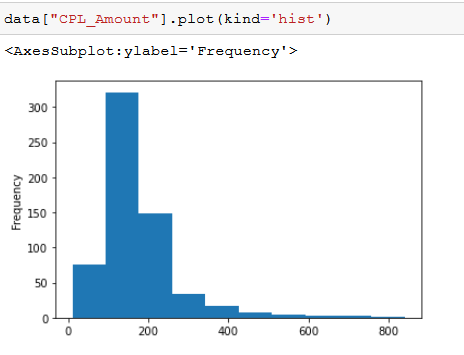 data["CPL_Amount"].plot(kind='hist')
<AxesSubplot:ylabel='Frequency'>
300
250
200
150
100
50
0
Frequency
0 200 400 600 800